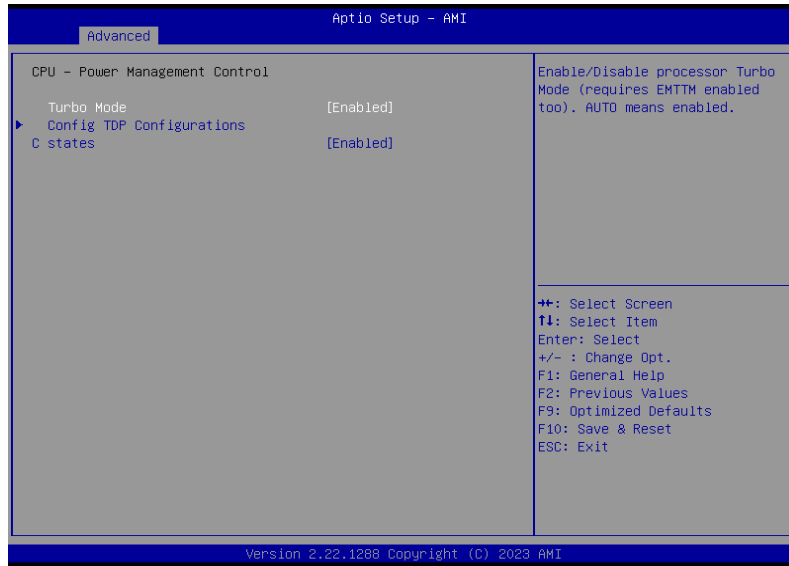 Aptio Setup – AMI
Advanced
CPU – Power Management Control
Turbo Mode [Enabled]
Config TDP Configurations
C states [Enabled]
Enable/Disable processor Turbo
Mode (requires EMTTM enabled
too). AUTO means enabled.
→←: Select Screen
↑↓: Select Item
Enter: Select
+/– : Change Opt.
F1: General Help
F2: Previous Values
F9: Optimized Defaults
F10: Save & Reset
ESC: Exit
Version 2.22.1288 Copyright (C) 2023 AMI